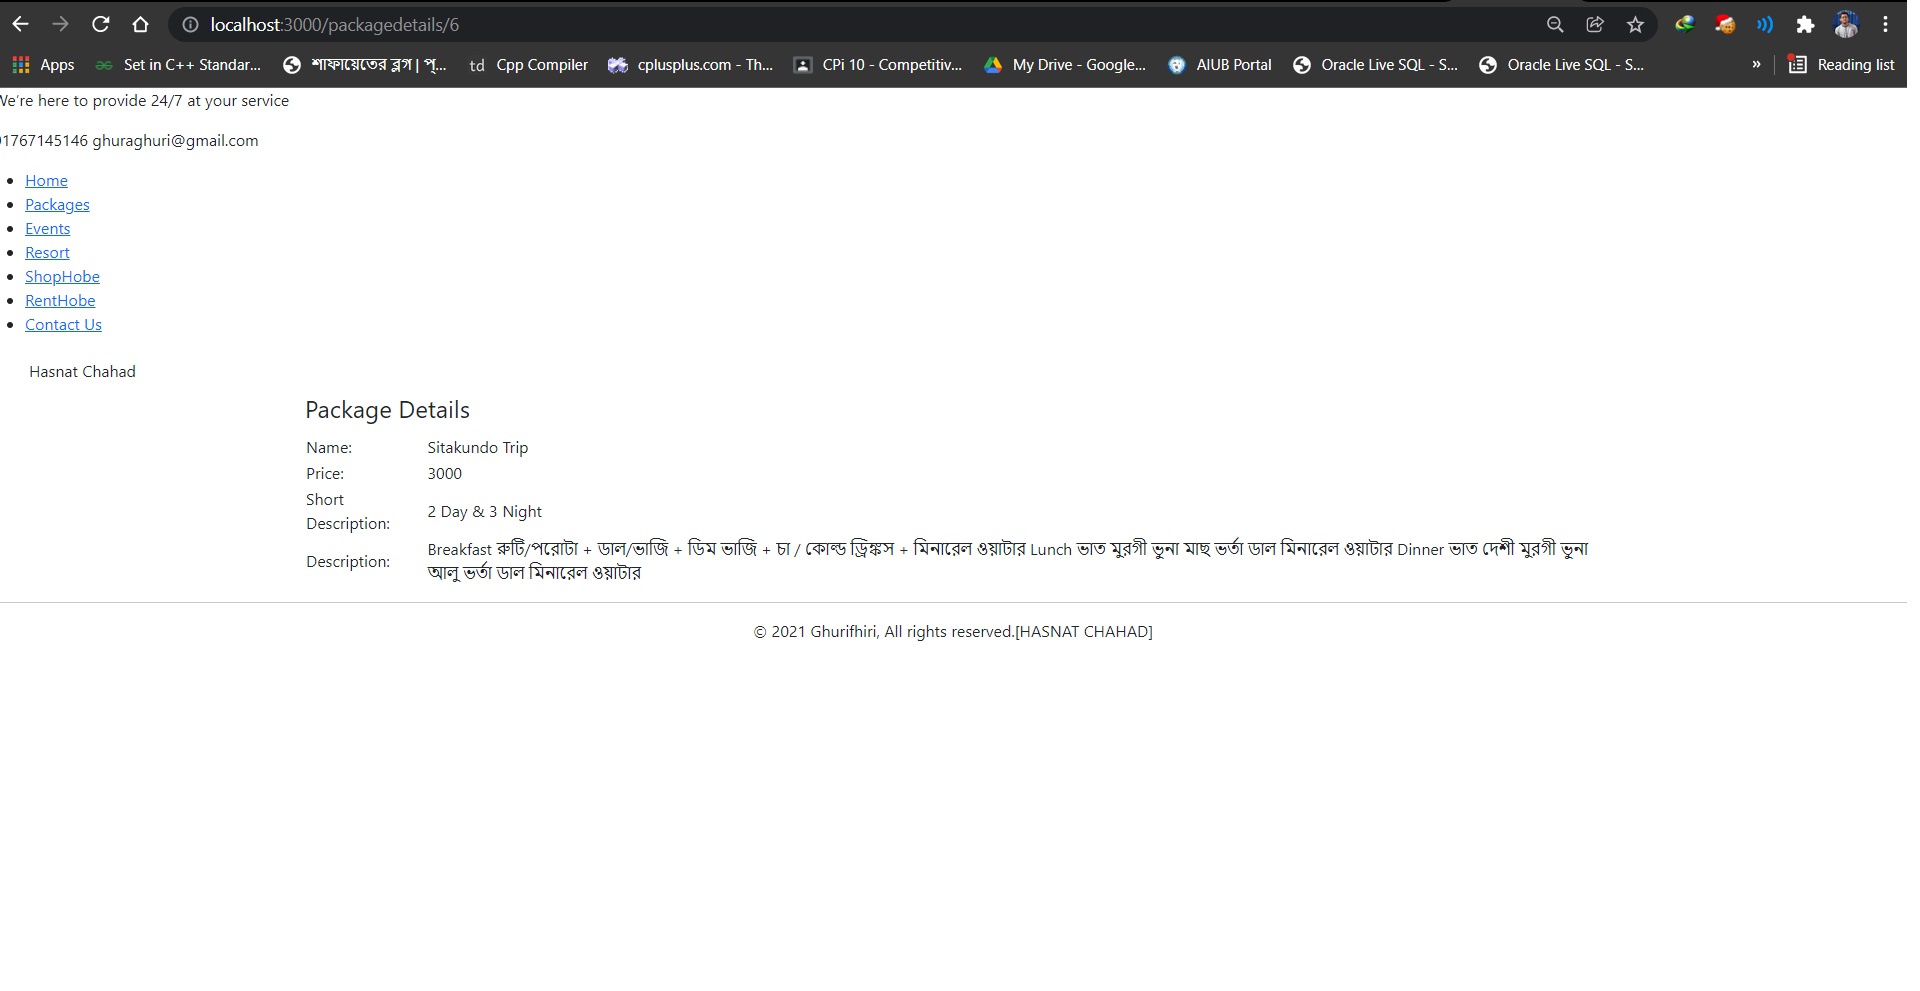 localhost:3000/packagedetails/6
Apps Set in C++ Standar... শাফায়েতের ব্লগ | প্... td Cpp Compiler cplusplus.com - Th... CPi 10 - Competitiv... My Drive - Google... AIUB Portal Oracle Live SQL - S... Oracle Live SQL - S... » Reading list
We're here to provide 24/7 at your service
01767145146 ghuraghuri@gmail.com
Home
Packages
Events
Resort
ShopHobe
RentHobe
Contact Us
Hasnat Chahad
Package Details
Name: Sitakundo Trip
Price: 3000
Short
Description: 2 Day & 3 Night
Description: Breakfast রুটি/পরোটা + ডাল/ভাজি + ডিম ভাজি + চা / কোল্ড ড্রিঙ্কস + মিনারেল ওয়াটার Lunch ভাত মুরগী ভুনা মাছ ভর্তা ডাল মিনারেল ওয়াটার Dinner ভাত দেশী মুরগী ভুনা
আলু ভর্তা ডাল মিনারেল ওয়াটার
© 2021 Ghurifhiri, All rights reserved.[HASNAT CHAHAD]